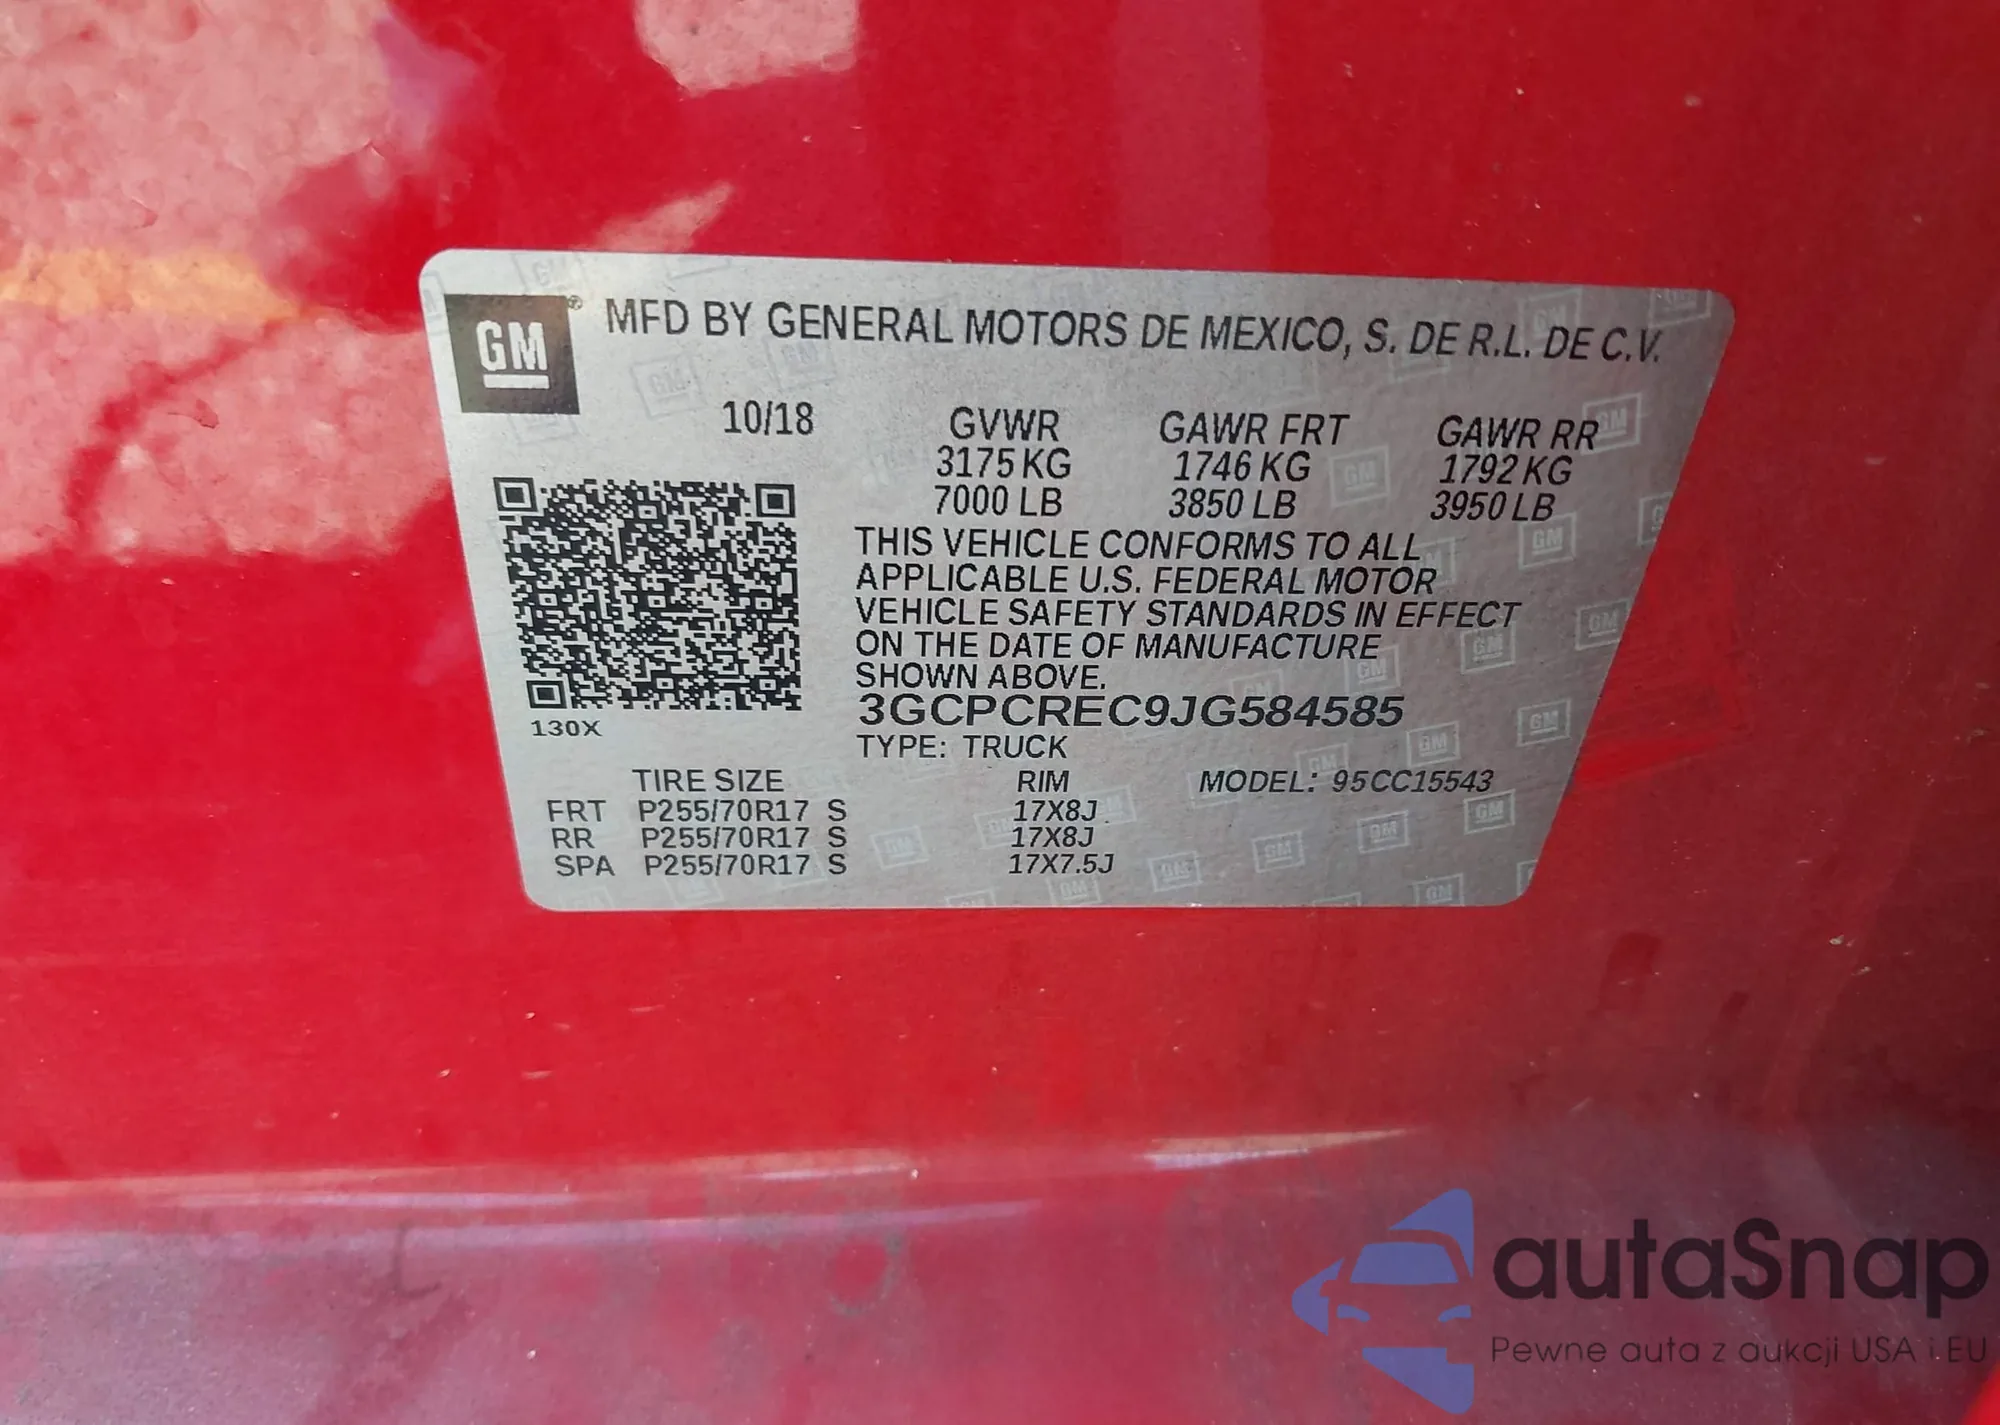 GM® MFD BY GENERAL MOTORS DE MEXICO, S. DE R.L. DE C.V.
10/18 GVWR GAWR FRT GAWR RR
3175 KG 1746 KG 1792 KG
7000 LB 3850 LB 3950 LB
THIS VEHICLE CONFORMS TO ALL
APPLICABLE U.S. FEDERAL MOTOR
VEHICLE SAFETY STANDARDS IN EFFECT
ON THE DATE OF MANUFACTURE
SHOWN ABOVE.
3GCPCREC9JG584585
130X
TYPE: TRUCK
TIRE SIZE RIM MODEL: 95CC15543
FRT P255/70R17 S 17X8J
RR P255/70R17 S 17X8J
SPA P255/70R17 S 17X7.5J
autaSnap
Pewne auta z aukcji USA i EU